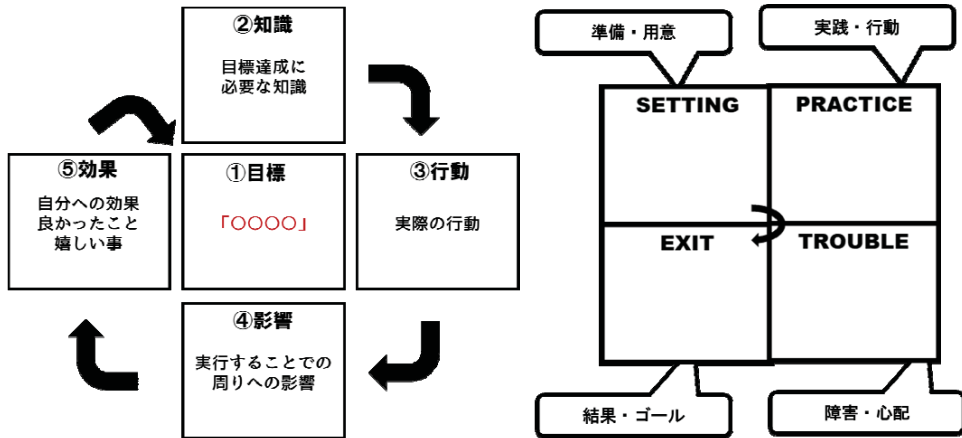 ②知識
目標達成に
必要な知識
⑤効果
自分への効果
良かったこと
嬉しい事
①目標
「〇〇〇〇」
③行動
実際の行動
④影響
実行することでの
周りへの影響
準備・用意
実践・行動
SETTING
PRACTICE
EXIT
TROUBLE
結果・ゴール
障害・心配